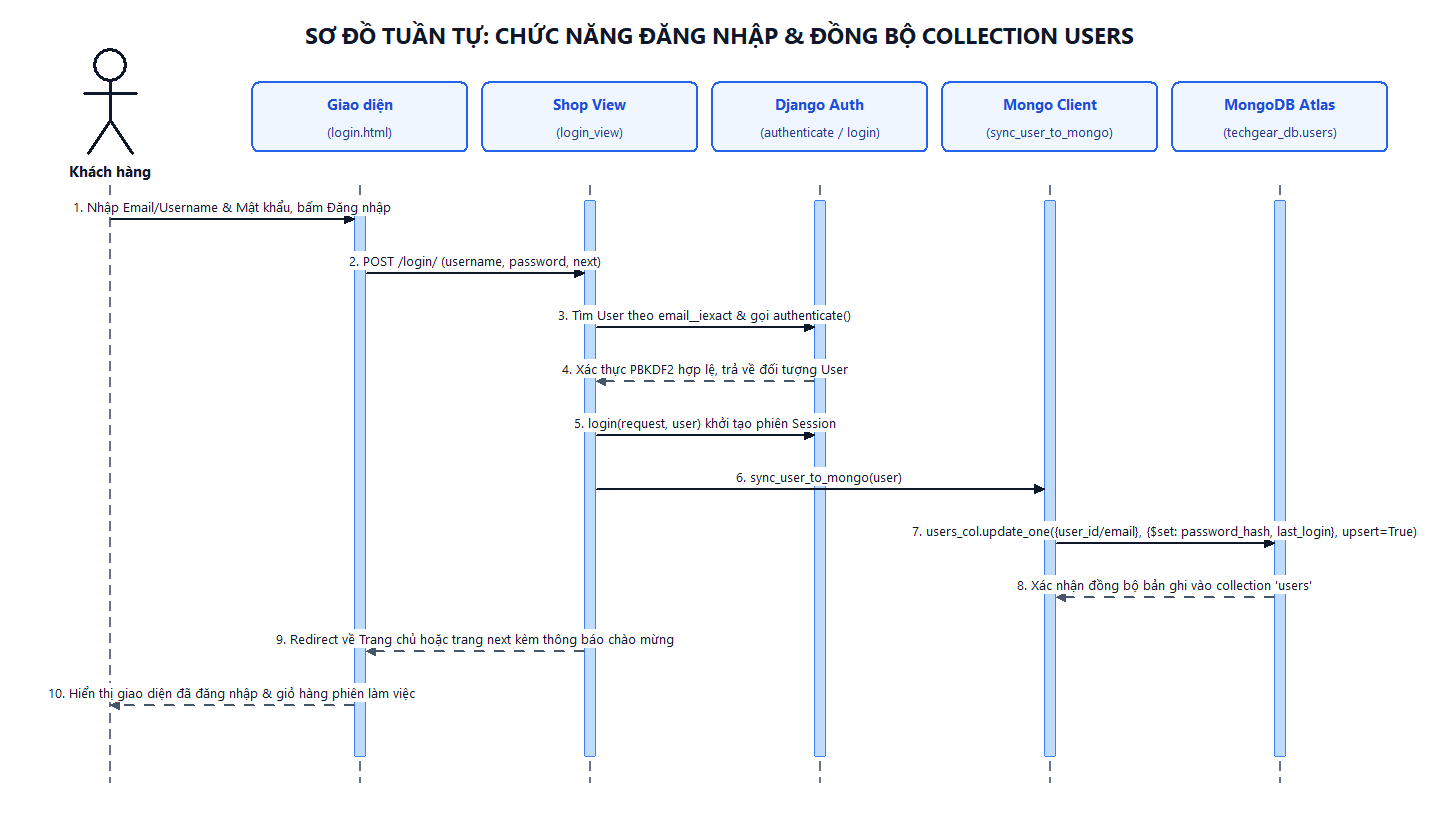 SƠ ĐỒ TUẦN TỰ: CHỨC NĂNG ĐĂNG NHẬP & ĐỒNG BỘ COLLECTION USERS
Khách hàng
Giao diện
(login.html)
Shop View
(login_view)
Django Auth
(authenticate / login)
Mongo Client
(sync_user_to_mongo)
MongoDB Atlas
(techgear_db.users)
1. Nhập Email/Username & Mật khẩu, bấm Đăng nhập
2. POST /login/ (username, password, next)
3. Tìm User theo email__iexact & gọi authenticate()
4. Xác thực PBKDF2 hợp lệ, trả về đối tượng User
5. login(request, user) khởi tạo phiên Session
6. sync_user_to_mongo(user)
7. users_col.update_one({user_id/email}, {$set: password_hash, last_login}, upsert=True)
8. Xác nhận đồng bộ bản ghi vào collection 'users'
9. Redirect về Trang chủ hoặc trang next kèm thông báo chào mừng
10. Hiển thị giao diện đã đăng nhập & giỏ hàng phiên làm việc